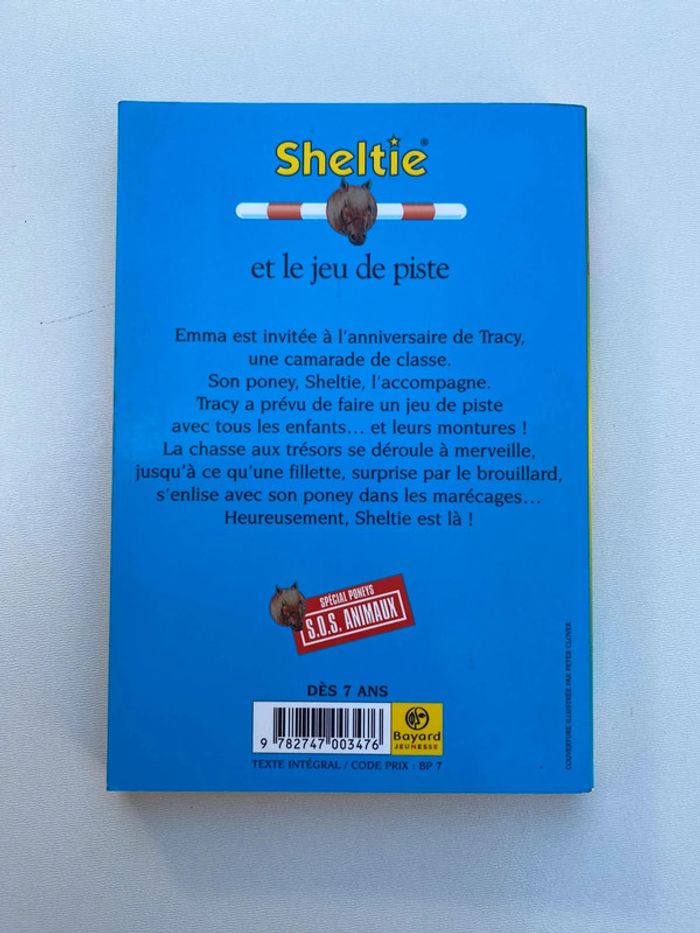 Sheltie®
et le jeu de piste
Emma est invitée à l'anniversaire de Tracy,
une camarade de classe.
Son poney, Sheltie, l'accompagne.
Tracy a prévu de faire un jeu de piste
avec tous les enfants... et leurs montures !
La chasse aux trésors se déroule à merveille,
jusqu'à ce qu'une fillette, surprise par le brouillard,
s'enlise avec son poney dans les marécages...
Heureusement, Sheltie est là !
SPÉCIAL PONEYS
S.O.S. ANIMAUX
DÈS 7 ANS
9 782747 003476
Bayard
JEUNESSE
TEXTE INTÉGRAL / CODE PRIX : BP 7
COUVERTURE ILLUSTRÉE PAR PETER CLOVER